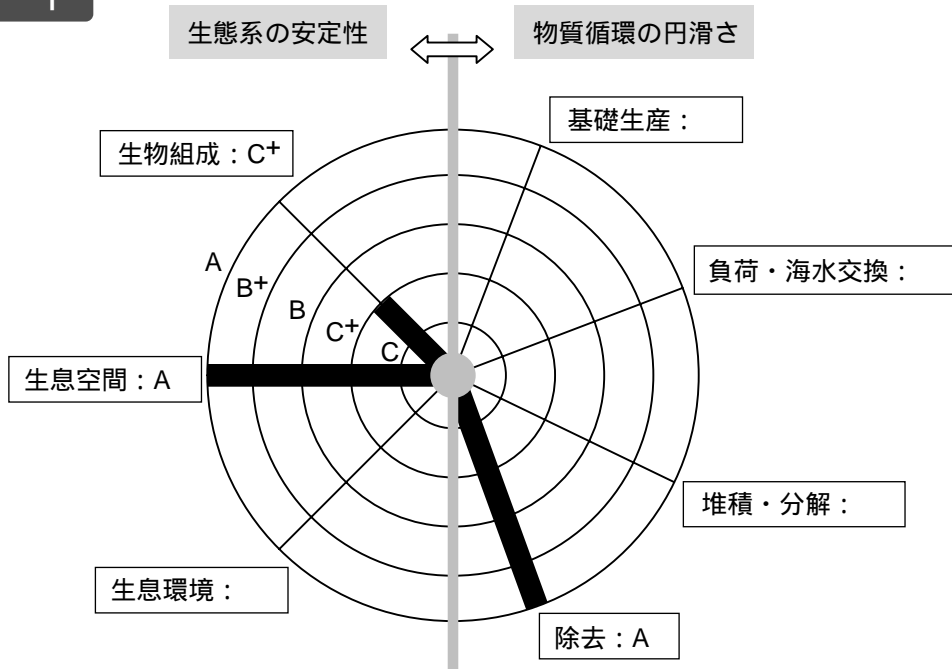 生態系の安定性
物質循環の円滑さ
基礎生産：
生物組成：C⁺
負荷・海水交換：
A
B⁺
B
C⁺
C
生息空間：A
堆積・分解：
生息環境：
除去：A